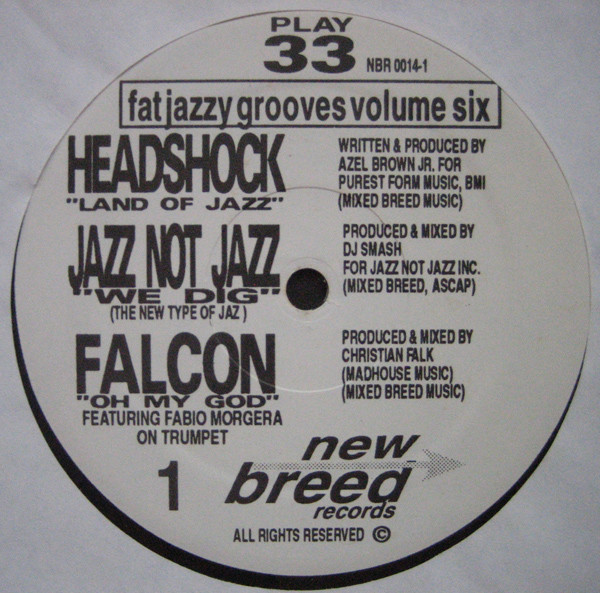 PLAY
33 NBR 0014-1
fat jazzy grooves volume six
HEADSHOCK
"LAND OF JAZZ"
WRITTEN & PRODUCED BY
AZEL BROWN JR. FOR
PUREST FORM MUSIC, BMI
(MIXED BREED MUSIC)
JAZZ NOT JAZZ
"WE DIG"
(THE NEW TYPE OF JAZ )
PRODUCED & MIXED BY
DJ SMASH
FOR JAZZ NOT JAZZ INC.
(MIXED BREED, ASCAP)
FALCON
"OH MY GOD"
FEATURING FABIO MORGERA
ON TRUMPET
PRODUCED & MIXED BY
CHRISTIAN FALK
(MADHOUSE MUSIC)
(MIXED BREED MUSIC)
1
new
breed
records
ALL RIGHTS RESERVED ©